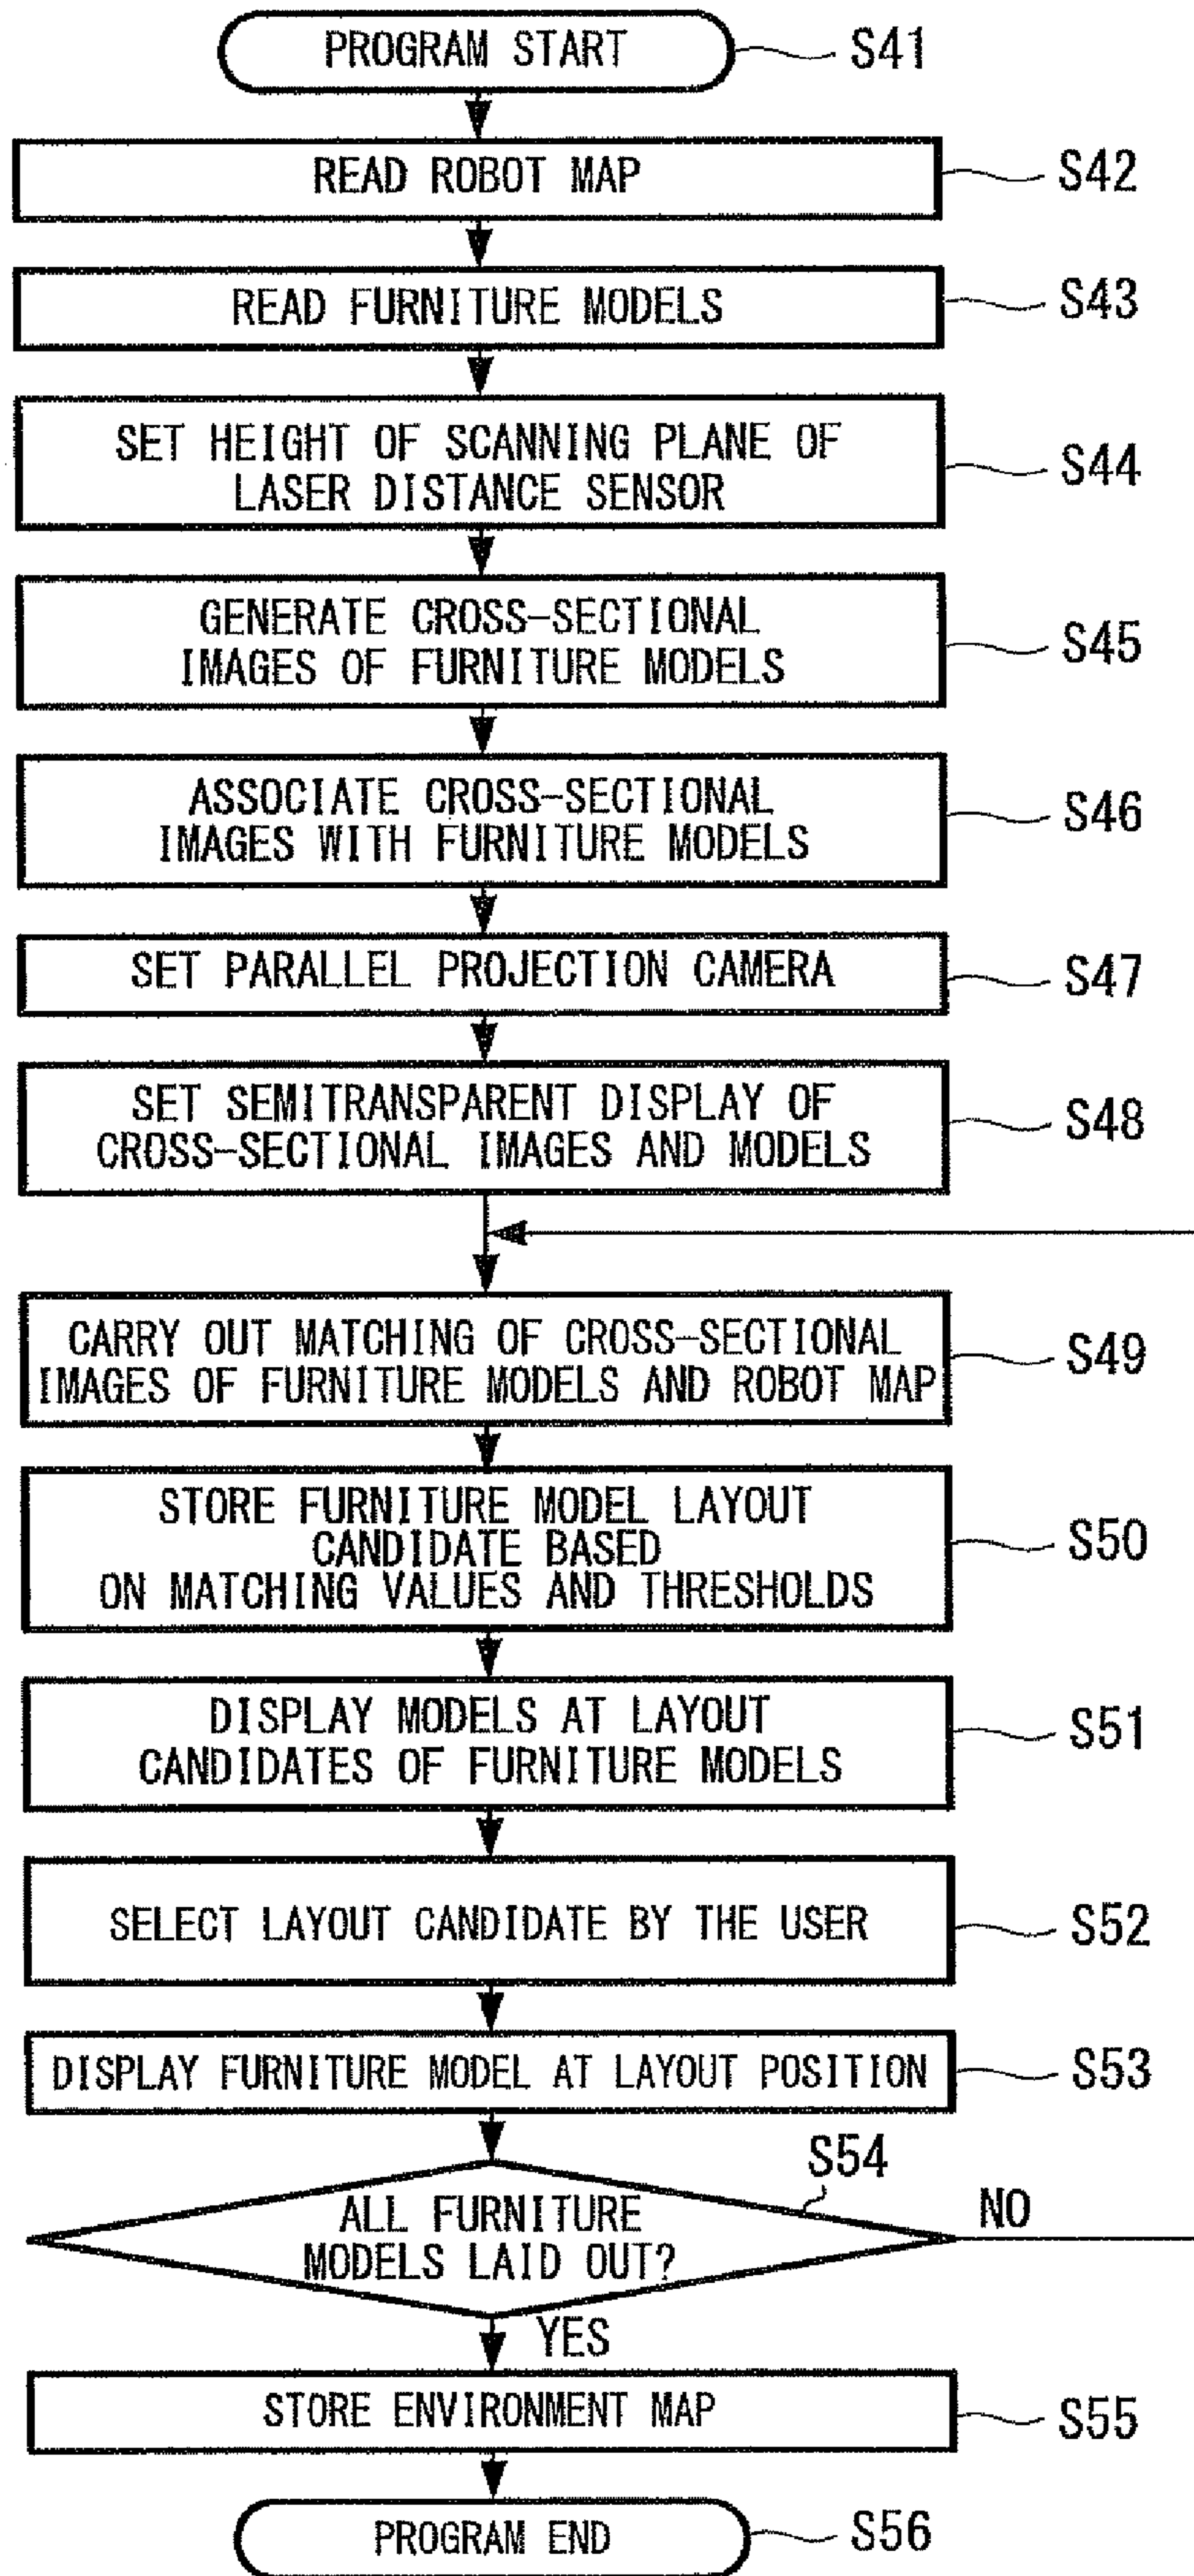 PROGRAM START
S41
READ ROBOT MAP
S42
READ FURNITURE MODELS
S43
SET HEIGHT OF SCANNING PLANE OF
LASER DISTANCE SENSOR
S44
GENERATE CROSS-SECTIONAL
IMAGES OF FURNITURE MODELS
S45
ASSOCIATE CROSS-SECTIONAL
IMAGES WITH FURNITURE MODELS
S46
SET PARALLEL PROJECTION CAMERA
S47
SET SEMITRANSPARENT DISPLAY OF
CROSS-SECTIONAL IMAGES AND MODELS
S48
CARRY OUT MATCHING OF CROSS-SECTIONAL
IMAGES OF FURNITURE MODELS AND ROBOT MAP
S49
STORE FURNITURE MODEL LAYOUT
CANDIDATE BASED
ON MATCHING VALUES AND THRESHOLDS
S50
DISPLAY MODELS AT LAYOUT
CANDIDATES OF FURNITURE MODELS
S51
SELECT LAYOUT CANDIDATE BY THE USER
S52
DISPLAY FURNITURE MODEL AT LAYOUT POSITION
S53
S54
ALL FURNITURE
MODELS LAID OUT?
NO
YES
STORE ENVIRONMENT MAP
S55
PROGRAM END
S56